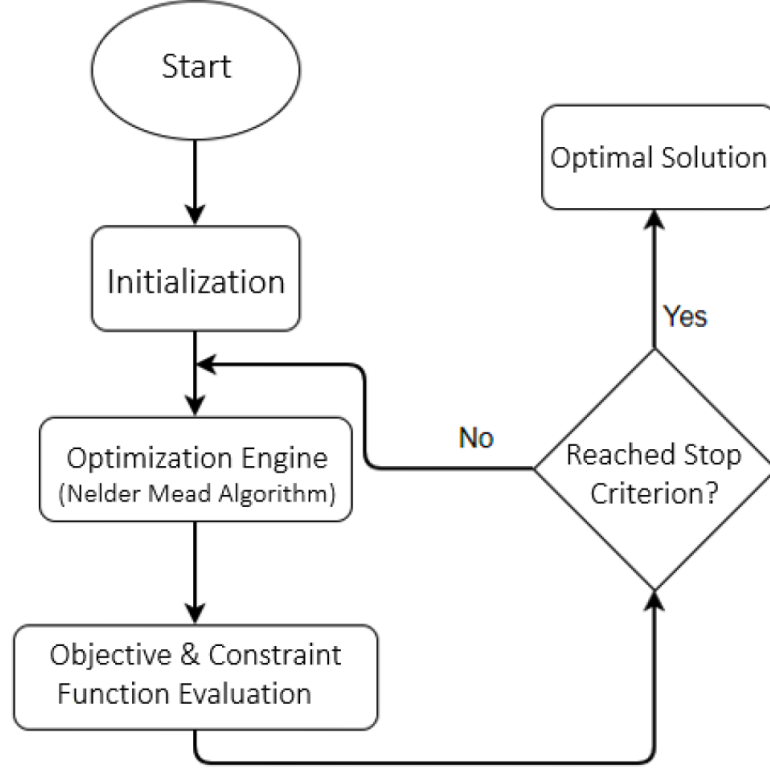 Start
Initialization
Optimization Engine
(Nelder Mead Algorithm)
Objective & Constraint
Function Evaluation
Reached Stop
Criterion?
No
Yes
Optimal Solution